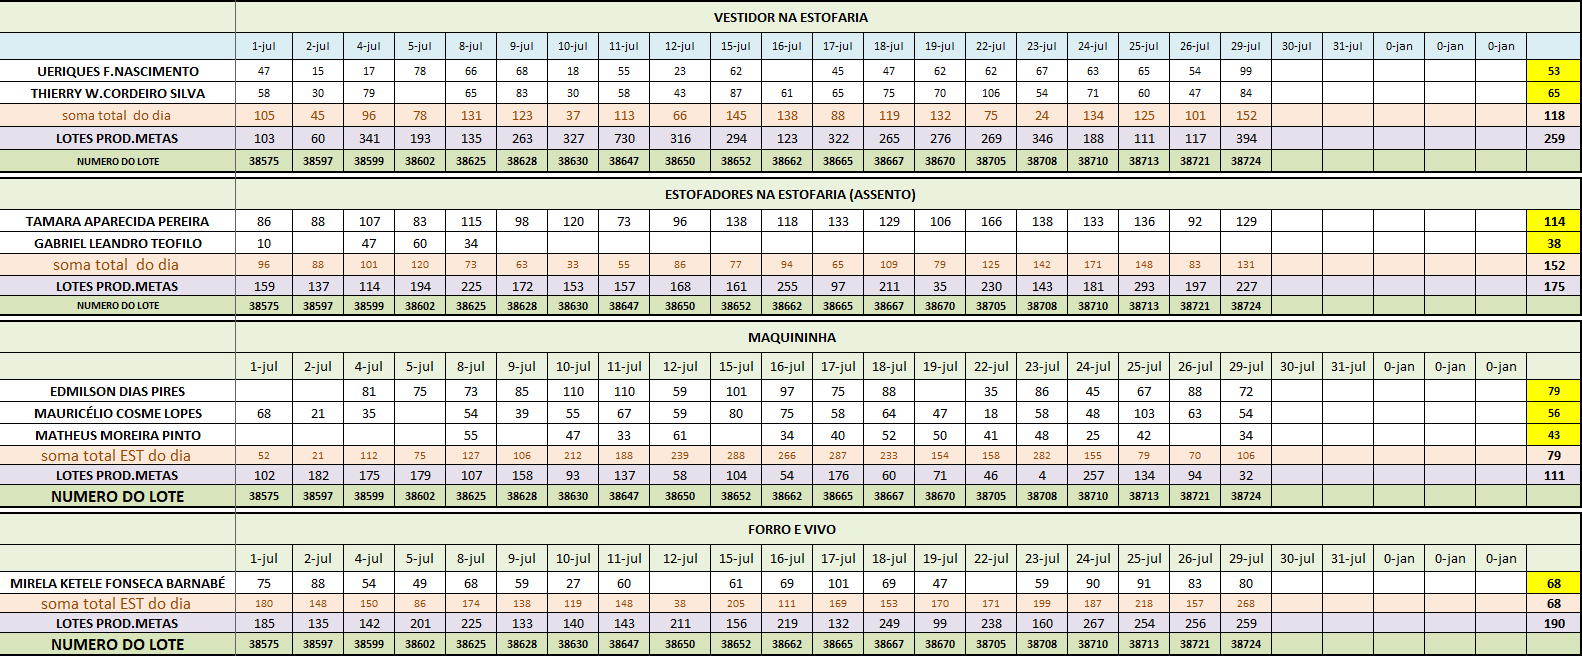 VESTIDOR NA ESTOFARIA
1-jul 2-jul 4-jul 5-jul 8-jul 9-jul 10-jul 11-jul 12-jul 15-jul 16-jul 17-jul 18-jul 19-jul 22-jul 23-jul 24-jul 25-jul 26-jul 29-jul 30-jul 31-jul 0-jan 0-jan 0-jan
UERIQUES F.NASCIMENTO 47 15 17 78 66 68 18 55 23 62 45 47 62 62 67 63 65 54 99 53
THIERRY W.CORDEIRO SILVA 58 30 79 65 83 30 58 43 87 61 65 75 70 106 54 71 60 47 84 65
soma total do dia 105 45 96 78 131 123 37 113 66 145 138 88 119 132 75 24 134 125 101 152 118
LOTES PROD.METAS 103 60 341 193 135 263 327 730 316 294 123 322 265 276 269 346 188 111 117 394 259
NUMERO DO LOTE 38575 38597 38599 38602 38625 38628 38630 38647 38650 38652 38662 38665 38667 38670 38705 38708 38710 38713 38721 38724
ESTOFADORES NA ESTOFARIA (ASSENTO)
TAMARA APARECIDA PEREIRA 86 88 107 83 115 98 120 73 96 138 118 133 129 106 166 138 133 136 92 129 114
GABRIEL LEANDRO TEOFILO 10 47 60 34 38
soma total do dia 96 88 101 120 73 63 33 55 86 77 94 65 109 79 125 142 171 148 83 131 152
LOTES PROD.METAS 159 137 114 194 225 172 153 157 168 161 255 97 211 35 230 143 181 293 197 227 175
NUMERO DO LOTE 38575 38597 38599 38602 38625 38628 38630 38647 38650 38652 38662 38665 38667 38670 38705 38708 38710 38713 38721 38724
MAQUININHA
1-jul 2-jul 4-jul 5-jul 8-jul 9-jul 10-jul 11-jul 12-jul 15-jul 16-jul 17-jul 18-jul 19-jul 22-jul 23-jul 24-jul 25-jul 26-jul 29-jul 30-jul 31-jul 0-jan 0-jan 0-jan
EDMILSON DIAS PIRES 81 75 73 85 110 110 59 101 97 75 88 35 86 45 67 88 72 79
MAURICÉLIO COSME LOPES 68 21 35 54 39 55 67 59 80 75 58 64 47 18 58 48 103 63 54 56
MATHEUS MOREIRA PINTO 55 47 33 61 34 40 52 50 41 48 25 42 34 43
soma total EST do dia 52 21 112 75 127 106 212 188 239 288 266 287 233 154 158 282 155 79 70 106 79
LOTES PROD.METAS 102 182 175 179 107 158 93 137 58 104 54 176 60 71 46 4 257 134 94 32 111
NUMERO DO LOTE 38575 38597 38599 38602 38625 38628 38630 38647 38650 38652 38662 38665 38667 38670 38705 38708 38710 38713 38721 38724
FORRO E VIVO
1-jul 2-jul 4-jul 5-jul 8-jul 9-jul 10-jul 11-jul 12-jul 15-jul 16-jul 17-jul 18-jul 19-jul 22-jul 23-jul 24-jul 25-jul 26-jul 29-jul 30-jul 31-jul 0-jan 0-jan 0-jan
MIRELA KETELE FONSECA BARNABÉ 75 88 54 49 68 59 27 60 61 69 101 69 47 59 90 91 83 80 68
soma total EST do dia 180 148 150 86 174 138 119 148 38 205 111 169 153 170 171 199 187 218 157 268 68
LOTES PROD.METAS 185 135 142 201 225 133 140 143 211 156 219 132 249 99 238 160 267 254 256 259 190
NUMERO DO LOTE 38575 38597 38599 38602 38625 38628 38630 38647 38650 38652 38662 38665 38667 38670 38705 38708 38710 38713 38721 38724